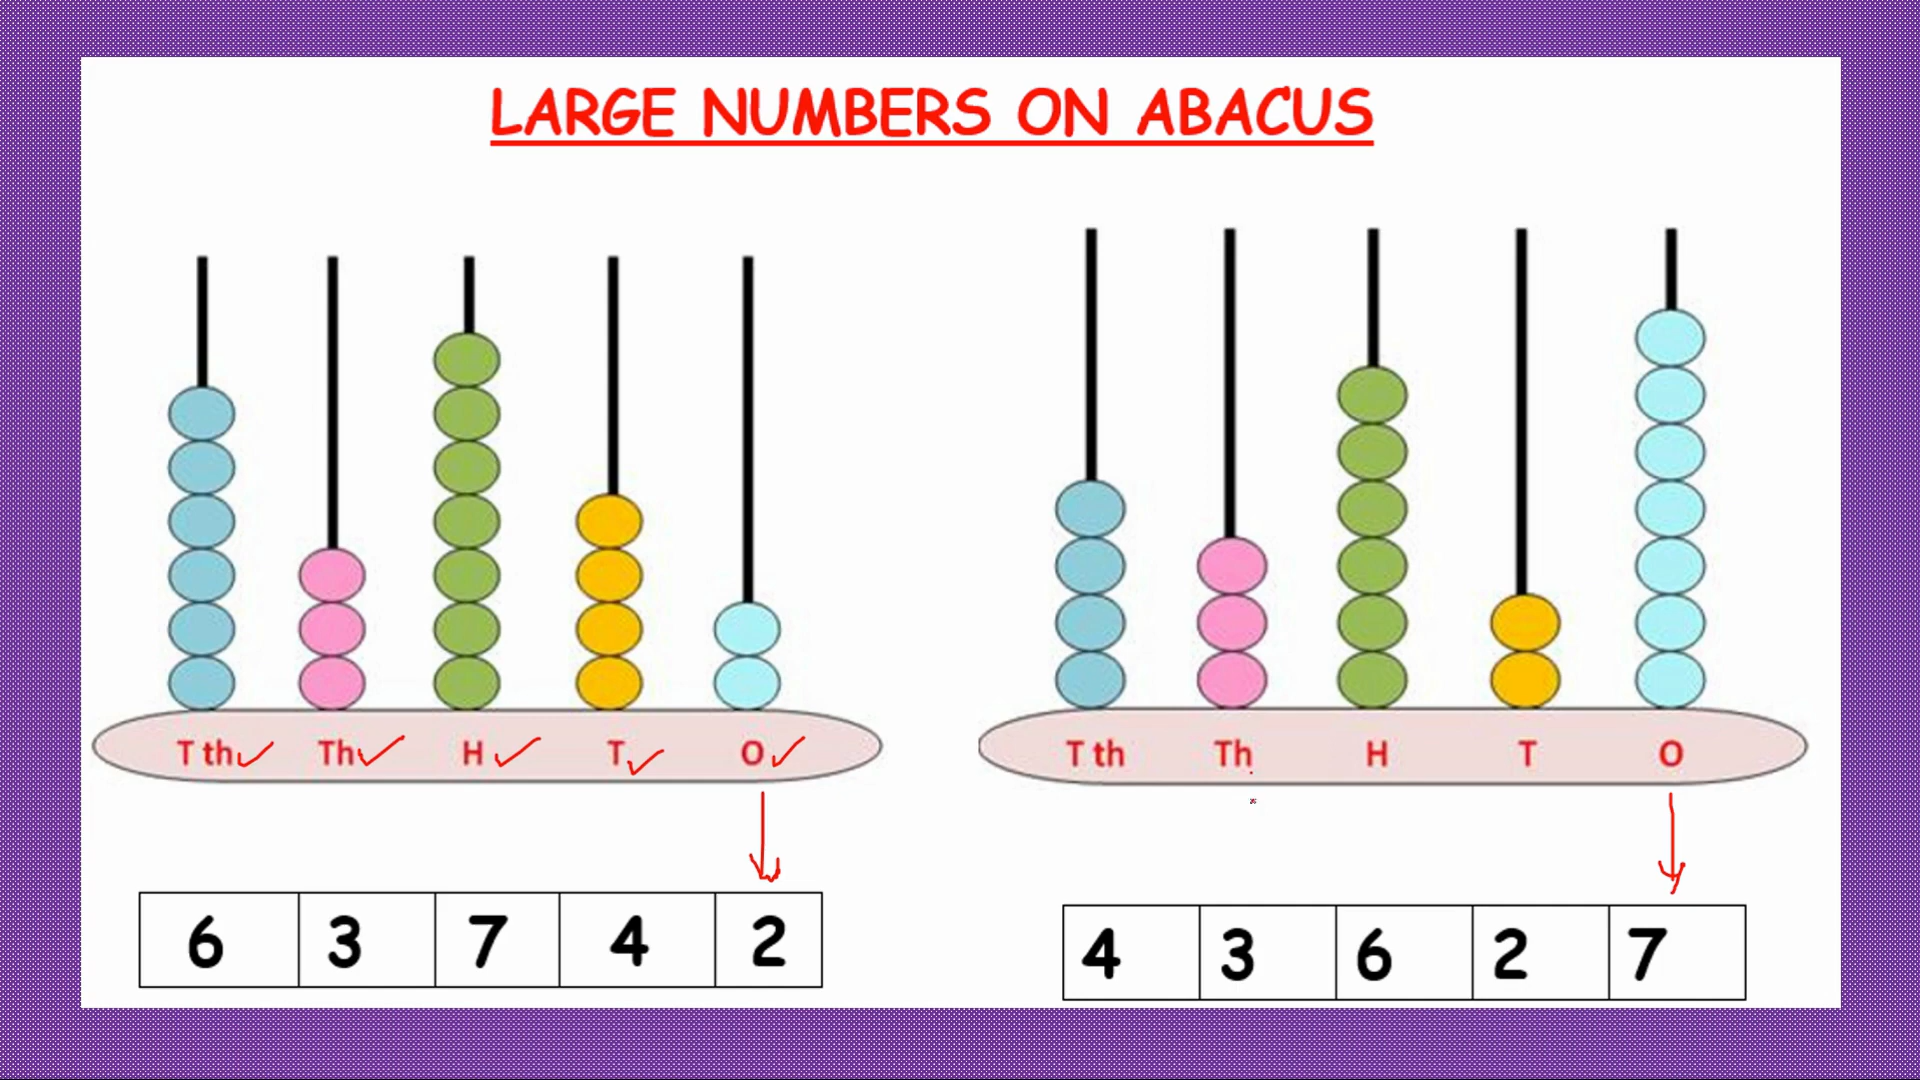 LARGE NUMBERS ON ABACUS
T th Th H T O
T th Th H T O
6 3 7 4 2
4 3 6 2 7